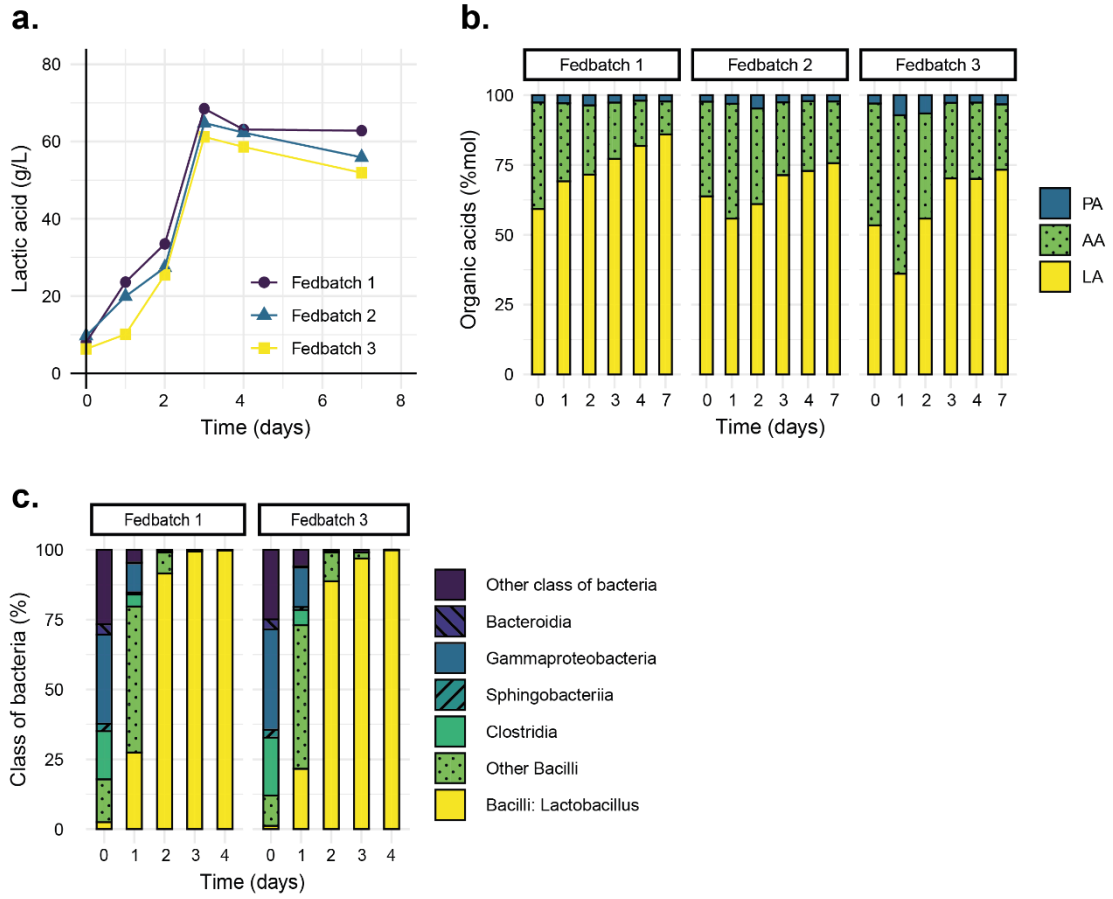 a.
80
60
40
20
0
Lactic acid (g/L)
Fedbatch 1
Fedbatch 2
Fedbatch 3
0 2 4 6 8
Time (days)
b.
Fedbatch 1 Fedbatch 2 Fedbatch 3
100
75
50
25
0
Organic acids (%mol)
0 1 2 3 4 7 0 1 2 3 4 7 0 1 2 3 4 7
Time (days)
PA
AA
LA
c.
Fedbatch 1 Fedbatch 3
100
75
50
25
0
Class of bacteria (%)
0 1 2 3 4 0 1 2 3 4
Time (days)
Other class of bacteria
Bacteroidia
Gammaproteobacteria
Sphingobacteriia
Clostridia
Other Bacilli
Bacilli: Lactobacillus